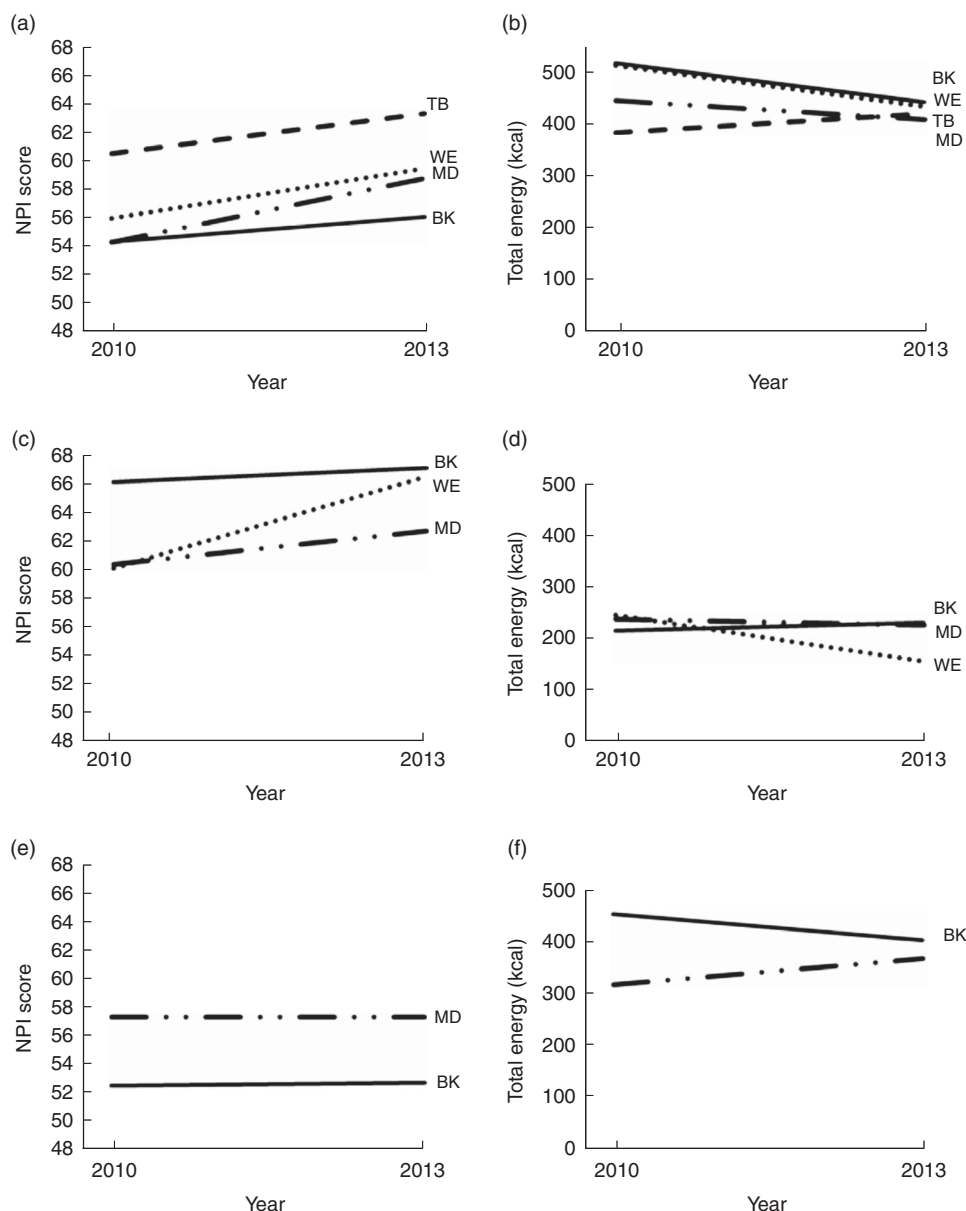 (a)
68
66
64
62
60
58
56
54
52
50
48
NPI score
TB
WE
MD
BK
2010
2013
Year
(b)
500
400
300
200
100
0
Total energy (kcal)
BK
WE
TB
MD
2010
2013
Year
(c)
68
66
64
62
60
58
56
54
52
50
48
NPI score
BK
WE
MD
2010
2013
Year
(d)
500
400
300
200
100
0
Total energy (kcal)
BK
MD
WE
2010
2013
Year
(e)
68
66
64
62
60
58
56
54
52
50
48
NPI score
MD
BK
2010
2013
Year
(f)
500
400
300
200
100
0
Total energy (kcal)
BK
2010
2013
Year